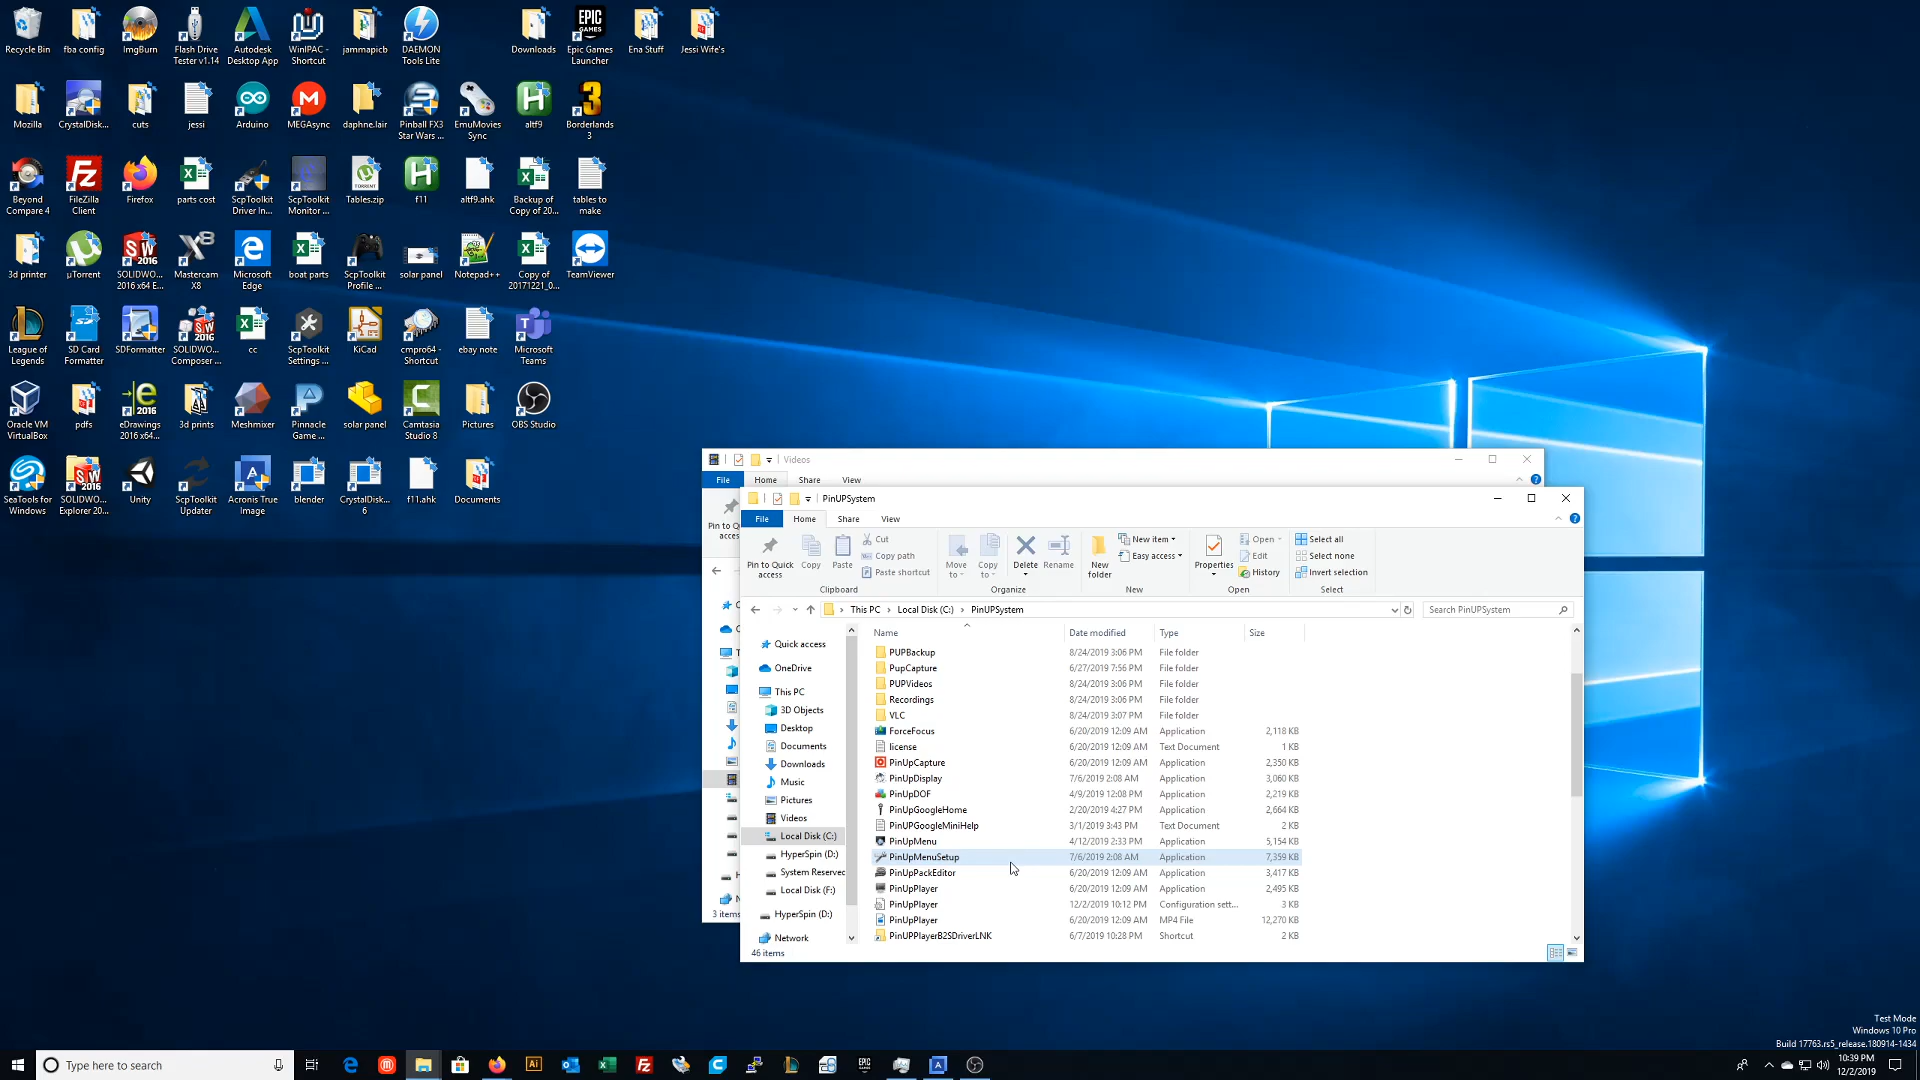 Recycle Bin
fba config
ImgBurn
Flash Drive
Tester v1.14
Autodesk
Desktop App
WinIPAC -
Shortcut
jammapicb
DAEMON
Tools Lite
Downloads
Epic Games
Launcher
Ena Stuff
Jessi Wife's
Mozilla
CrystalDisk...
cuts
jessi
Arduino
MEGAsync
daphne.lair
Pinball FX3
Star Wars ...
EmuMovies
Sync
altf9
Borderlands
3
Beyond
Compare 4
FileZilla
Client
Firefox
parts cost
ScpToolkit
Driver In...
ScpToolkit
Monitor ...
Tables.zip
f11
altf9.ahk
Backup of
Copy of 20...
tables to
make
3d printer
µTorrent
SOLIDWO...
2016 x64 E...
Mastercam
X8
Microsoft
Edge
boat parts
ScpToolkit
Profile ...
solar panel
Notepad++
Copy of
20171221_0...
TeamViewer
League of
Legends
SD Card
Formatter
SDFormatter
SOLIDWO...
Composer ...
cc
ScpToolkit
Settings ...
KiCad
cmpro64 -
Shortcut
ebay note
Microsoft
Teams
Oracle VM
VirtualBox
pdfs
eDrawings
2016 x64...
3d prints
Meshmixer
Pinnacle
Game ...
solar panel
Camtasia
Studio 8
Pictures
OBS Studio
SeaTools for
Windows
SOLIDWO...
Explorer 20...
Unity
ScpToolkit
Updater
Acronis True
Image
blender
CrystalDisk...
6
f11.ahk
Documents
Videos
File Home Share View
Pin to Qu
acces
3 items
PinUPSystem
File Home Share View
Pin to Quick
access
Copy
Paste
Cut
Copy path
Paste shortcut
Clipboard
Move
to
Copy
to
Delete
Rename
Organize
New
folder
New item
Easy access
New
Properties
Open
Edit
History
Open
Select all
Select none
Invert selection
Select
This PC > Local Disk (C:) > PinUPSystem
Search PinUPSystem
Quick access
OneDrive
This PC
3D Objects
Desktop
Documents
Downloads
Music
Pictures
Videos
Local Disk (C:)
HyperSpin (D:)
System Reserved
Local Disk (F:)
HyperSpin (D:)
Network
Name Date modified Type Size
PUPBackup 8/24/2019 3:06 PM File folder
PupCapture 6/27/2019 7:56 PM File folder
PUPVideos 8/24/2019 3:06 PM File folder
Recordings 8/24/2019 3:06 PM File folder
VLC 8/24/2019 3:07 PM File folder
ForceFocus 6/20/2019 12:09 AM Application 2,118 KB
license 6/20/2019 12:09 AM Text Document 1 KB
PinUpCapture 6/20/2019 12:09 AM Application 2,350 KB
PinUpDisplay 7/6/2019 2:08 AM Application 3,060 KB
PinUpDOF 4/9/2019 12:08 PM Application 2,219 KB
PinUpGoogleHome 2/20/2019 4:27 PM Application 2,664 KB
PinUPGoogleMiniHelp 3/1/2019 3:43 PM Text Document 2 KB
PinUpMenu 4/12/2019 2:33 PM Application 5,154 KB
PinUpMenuSetup 7/6/2019 2:08 AM Application 7,359 KB
PinUpPackEditor 6/20/2019 12:09 AM Application 3,417 KB
PinUpPlayer 6/20/2019 12:09 AM Application 2,495 KB
PinUpPlayer 12/2/2019 10:12 PM Configuration sett... 3 KB
PinUpPlayer 6/20/2019 12:09 AM MP4 File 12,270 KB
PinUPPlayerB2SDriverLNK 6/7/2019 10:28 PM Shortcut 2 KB
46 items
Test Mode
Windows 10 Pro
Build 17763.rs5_release.180914-1434
Type here to search
10:39 PM
12/2/2019